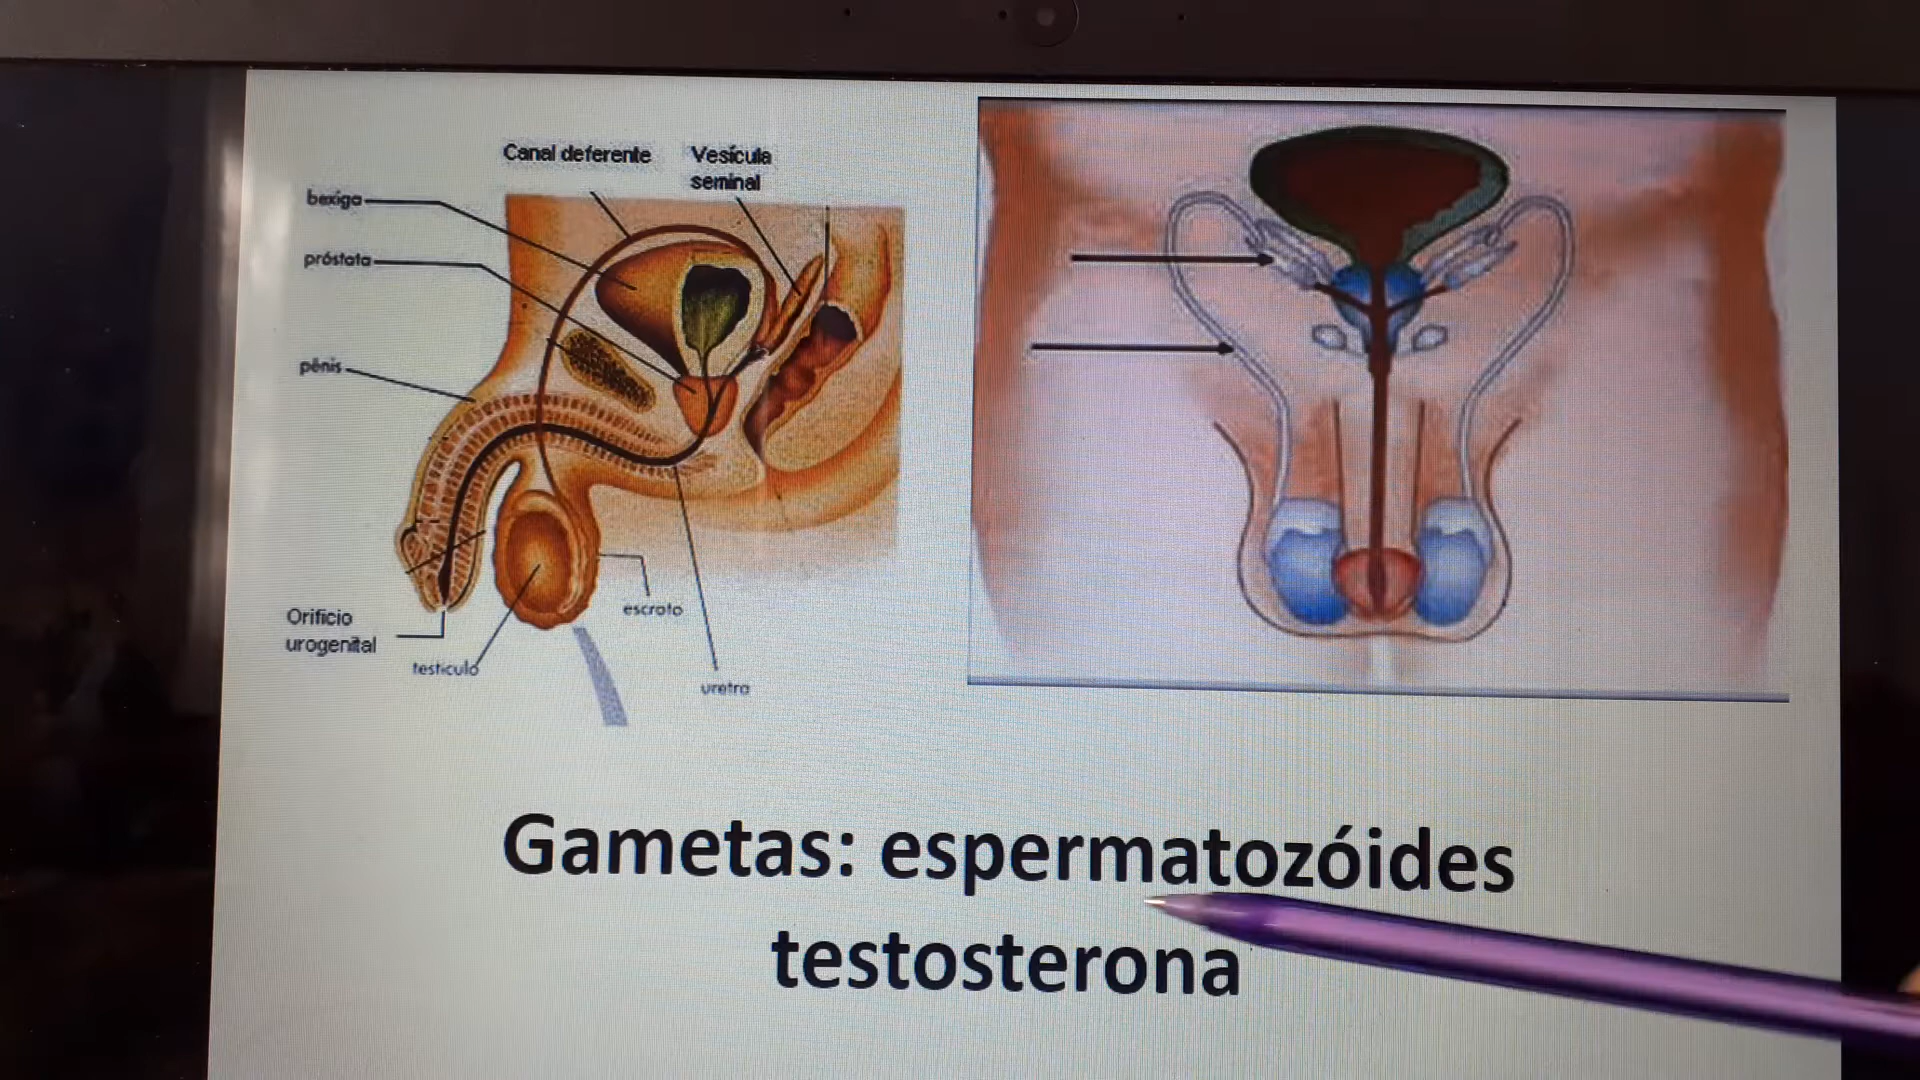 Canal deferente
Vesícula
seminal
bexiga
próstata
pênis
Orifício
urogenital
testículo
escroto
uretra
Gametas: espermatozóides
testosterona